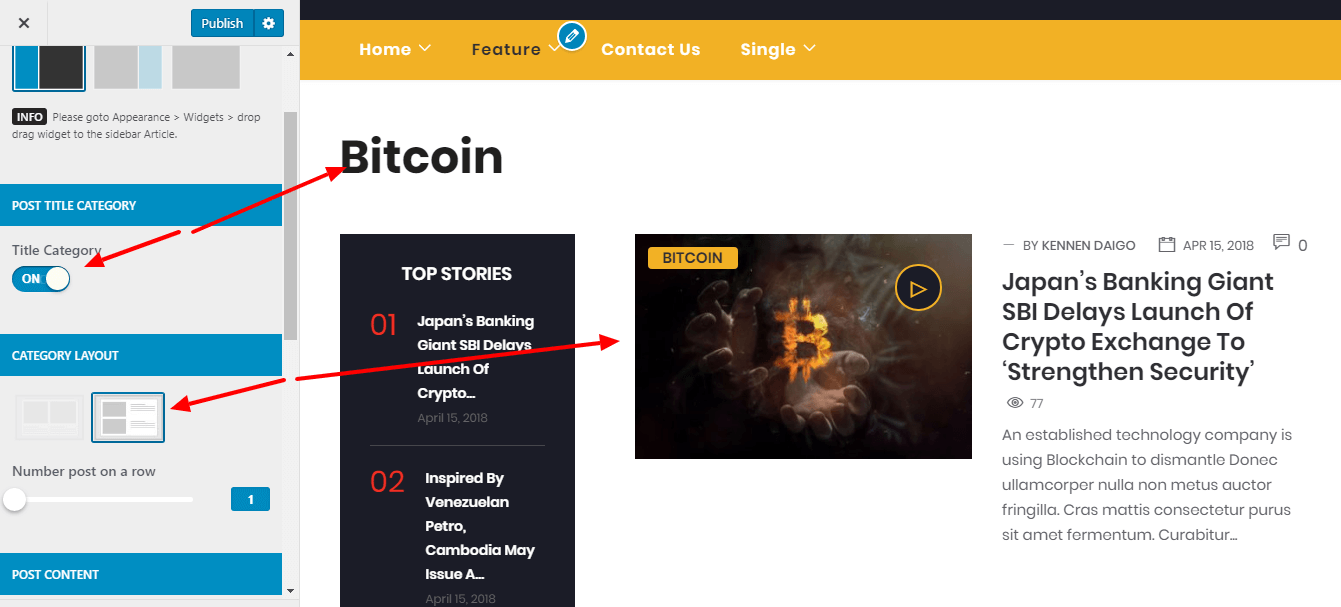 Publish
INFO Please goto Appearance > Widgets > drop
drag widget to the sidebar Article.
POST TITLE CATEGORY
Title Category
ON
CATEGORY LAYOUT
Number post on a row
1
POST CONTENT
Home Feature Contact Us Single
Bitcoin
TOP STORIES
01 Japan’s Banking
Giant SBI Delays
Launch Of
Crypto...
April 15, 2018
02 Inspired By
Venezuelan
Petro,
Cambodia May
Issue A...
April 15, 2018
BITCOIN
BY KENNEN DAIGO APR 15, 2018 0
Japan’s Banking Giant
SBI Delays Launch Of
Crypto Exchange To
‘Strengthen Security’
77
An established technology company is
using Blockchain to dismantle Donec
ullamcorper nulla non metus auctor
fringilla. Cras mattis consectetur purus
sit amet fermentum. Curabitur...